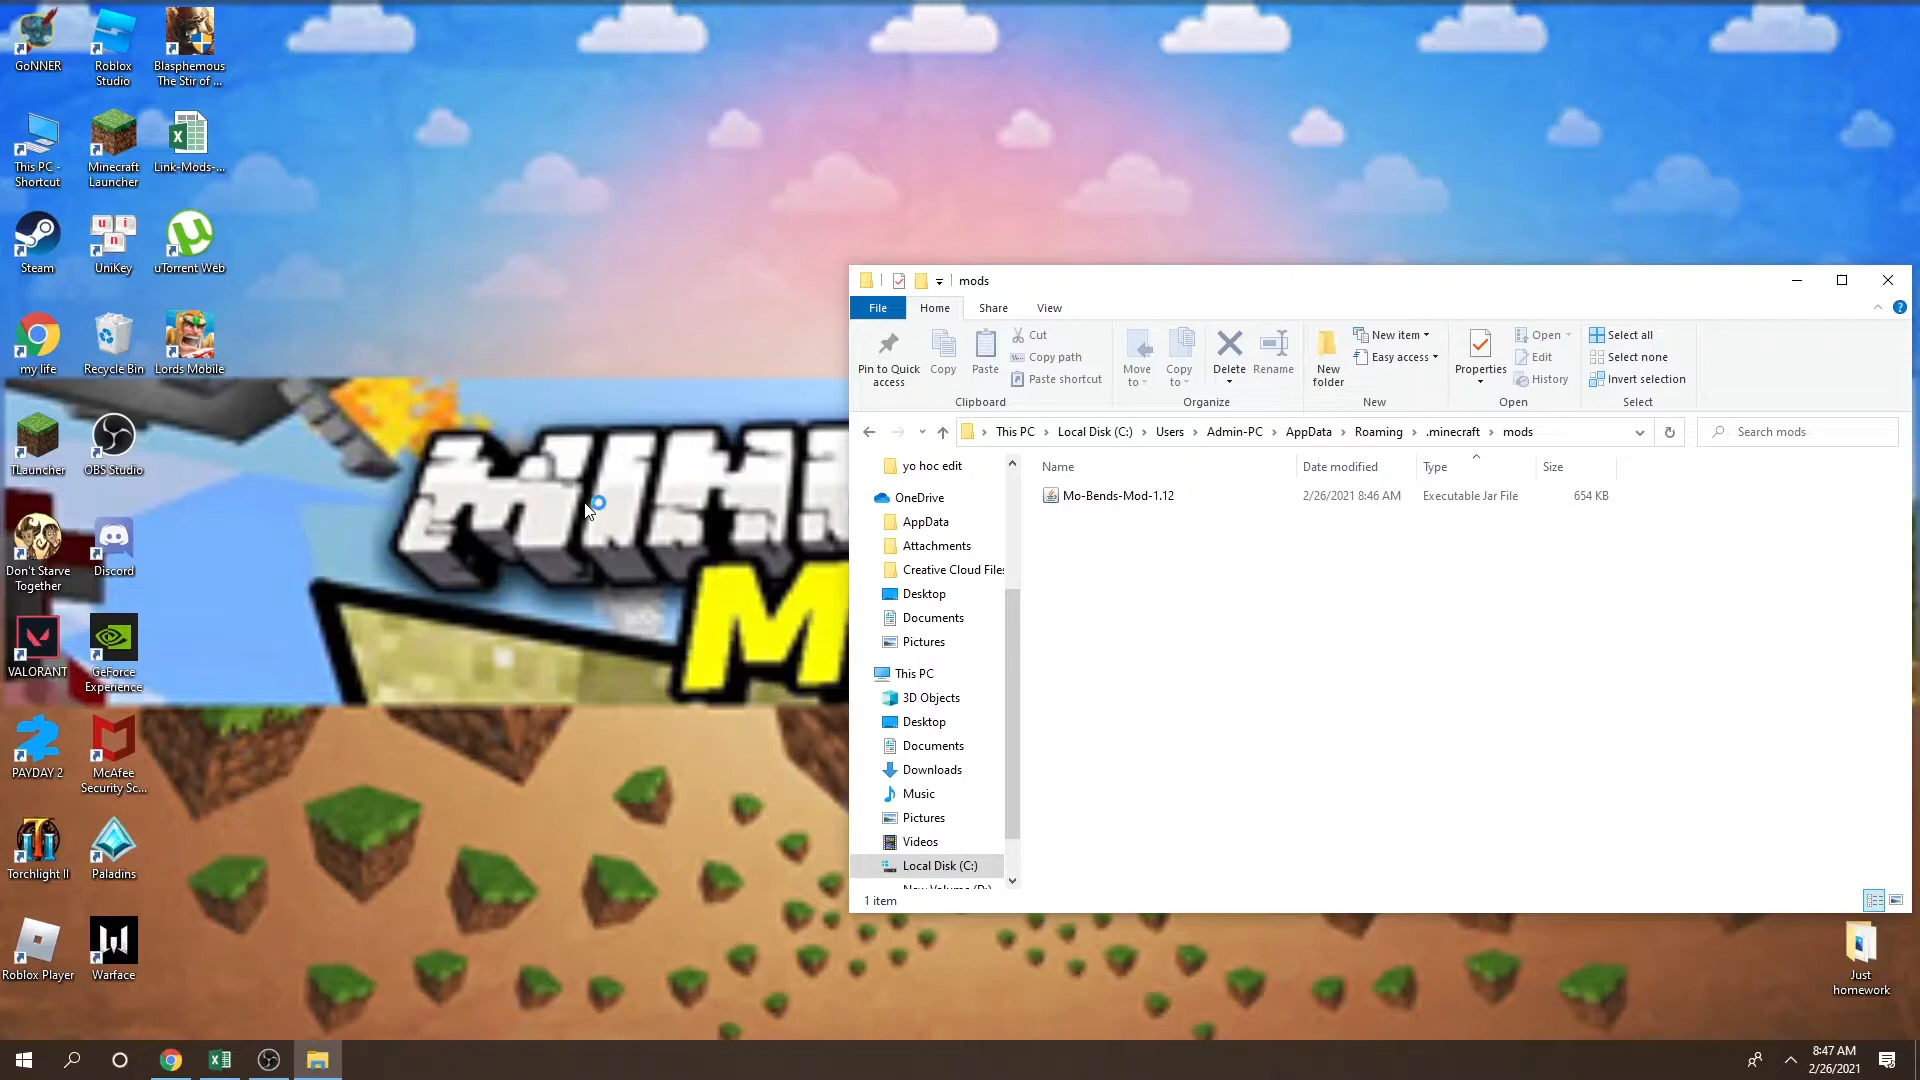 GoNNER
Roblox
Studio
Blasphemous
The Stir of ...
This PC -
Shortcut
Minecraft
Launcher
Link-Mods-...
Steam
UniKey
uTorrent Web
my life
Recycle Bin
Lords Mobile
TLauncher
OBS Studio
Don't Starve
Together
Discord
VALORANT
GeForce
Experience
PAYDAY 2
McAfee
Security Sc...
Torchlight II
Paladins
Roblox Player
Warface
Just
homework
MIN
M
mods
File
Home
Share
View
Pin to Quick
access
Copy
Paste
Cut
Copy path
Paste shortcut
Clipboard
Move
to
Copy
to
Delete
Rename
Organize
New
folder
New item
Easy access
New
Properties
Open
Edit
History
Open
Select all
Select none
Invert selection
Select
This PC > Local Disk (C:) > Users > Admin-PC > AppData > Roaming > .minecraft > mods
Search mods
Name
Date modified
Type
Size
Mo-Bends-Mod-1.12
2/26/2021 8:46 AM
Executable Jar File
654 KB
yo hoc edit
OneDrive
AppData
Attachments
Creative Cloud Files
Desktop
Documents
Pictures
This PC
3D Objects
Desktop
Documents
Downloads
Music
Pictures
Videos
Local Disk (C:)
New Volume (D:)
1 item
8:47 AM
2/26/2021